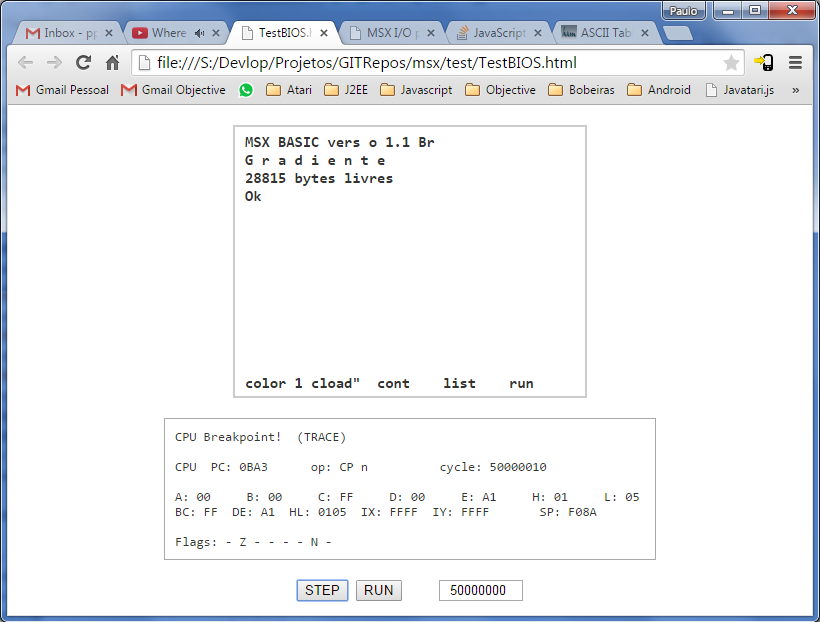 Paulo
Inbox - pp
Where
TestBIOS.
MSX I/O p
JavaScript
ASCII Tab
file:///S:/Devlop/Projetos/GITRepos/msx/test/TestBIOS.html
Gmail Pessoal
Gmail Objective
Atari
J2EE
Javascript
Objective
Bobeiras
Android
Javatari.js
»
MSX BASIC vers o 1.1 Br
G r a d i e n t e
28815 bytes livres
Ok
color 1 cload" cont list run
CPU Breakpoint! (TRACE)
CPU PC: 0BA3 op: CP n cycle: 50000010
A: 00 B: 00 C: FF D: 00 E: A1 H: 01 L: 05
BC: FF DE: A1 HL: 0105 IX: FFFF IY: FFFF SP: F08A
Flags: - Z - - - - N -
STEP RUN 50000000